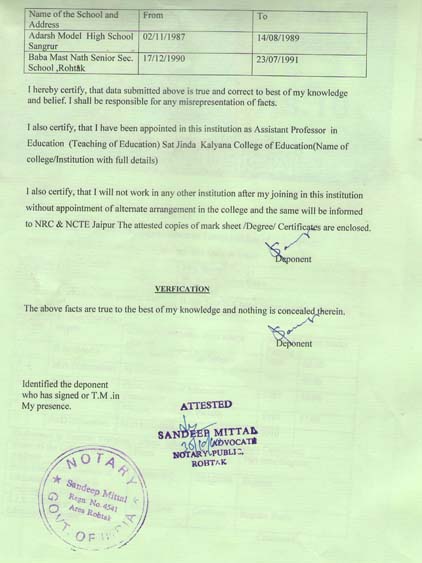 Name of the School and Address From To
Adarsh Model High School Sangrur 02/11/1987 14/08/1989
Baba Mast Nath Senior Sec. School ,Rohtak 17/12/1990 23/07/1991
I hereby certify, that data submitted above is true and correct to best of my knowledge
and belief. I shall be responsible for any misrepresentation of facts.
I also certify, that I have been appointed in this institution as Assistant Professor in
Education (Teaching of Education) Sat Jinda Kalyana College of Education(Name of
college/Institution with full details)
I also certify, that I will not work in any other institution after my joining in this institution
without appointment of alternate arrangement in the college and the same will be informed
to NRC & NCTE Jaipur The attested copies of mark sheet /Degree/ Certificates are enclosed.
Deponent
VERFICATION
The above facts are true to the best of my knowledge and nothing is concealed therein.
Deponent
Identified the deponent
who has signed or T.M .in
My presence.
ATTESTED
SANDEEP MITTAL
ADVOCATE
NOTARY PUBLIC,
ROHTAK
NOTARY
Sandeep Mittal
Regn. No. 4541
Area Rohtak
GOVT. OF INDIA